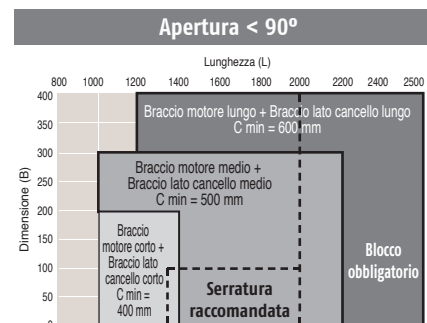 Apertura < 90º
Lunghezza (L)
800 1000 1200 1400 1600 1800 2000 2200 2400 2500
Dimensione (B)
400
350
300
250
200
150
100
50
0
Braccio motore lungo + Braccio lato cancello lungo
C min = 600 mm
Braccio motore medio +
Braccio lato cancello medio
C min = 500 mm
Braccio
motore corto +
Braccio lato
cancello corto
C min =
400 mm
Serratura
raccomandata
Blocco
obbligatorio